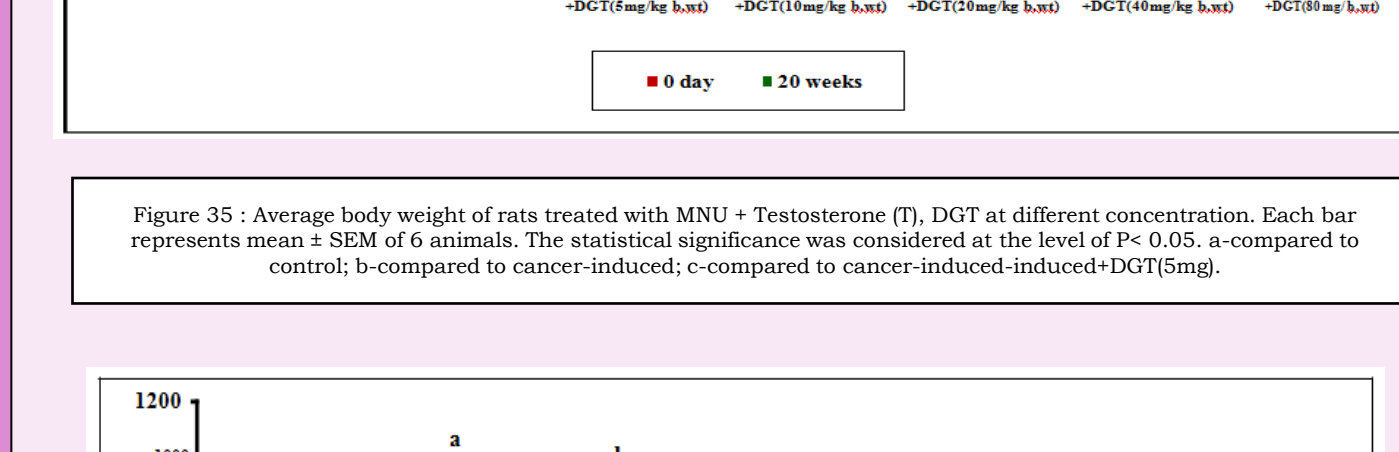 +DGT(5mg/kg b,wt) +DGT(10mg/kg b,wt) +DGT(20mg/kg b,wt) +DGT(40mg/kg b,wt) +DGT(80 mg/ b,wt)
0 day 20 weeks
Figure 35 : Average body weight of rats treated with MNU + Testosterone (T), DGT at different concentration. Each bar
represents mean ± SEM of 6 animals. The statistical significance was considered at the level of P< 0.05. a-compared to
control; b-compared to cancer-induced; c-compared to cancer-induced-induced+DGT(5mg).
1200
a